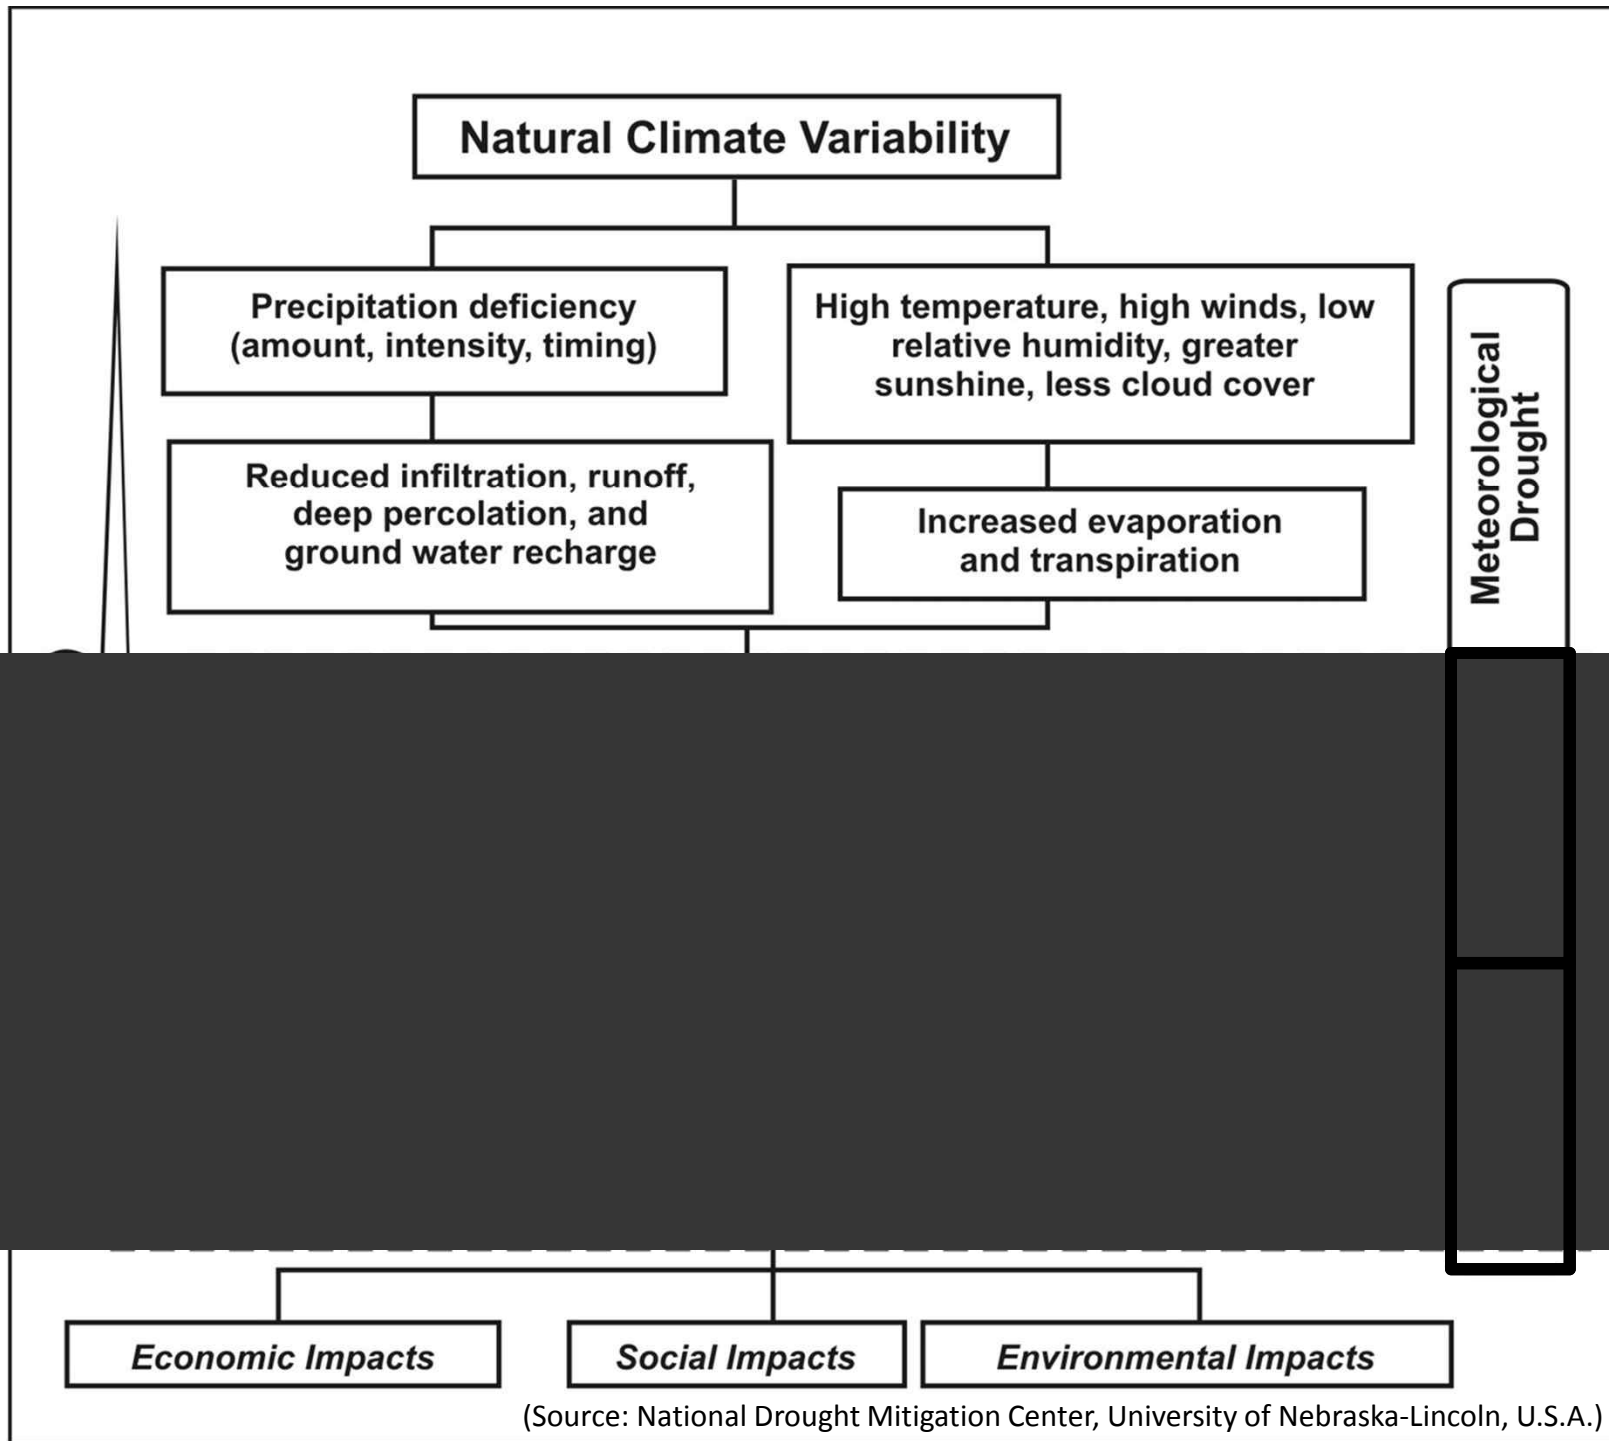 Natural Climate Variability
Precipitation deficiency
(amount, intensity, timing)
High temperature, high winds, low
relative humidity, greater
sunshine, less cloud cover
Reduced infiltration, runoff,
deep percolation, and
ground water recharge
Increased evaporation
and transpiration
Meteorological
Drought
Economic Impacts
Social Impacts
Environmental Impacts
(Source: National Drought Mitigation Center, University of Nebraska-Lincoln, U.S.A.)